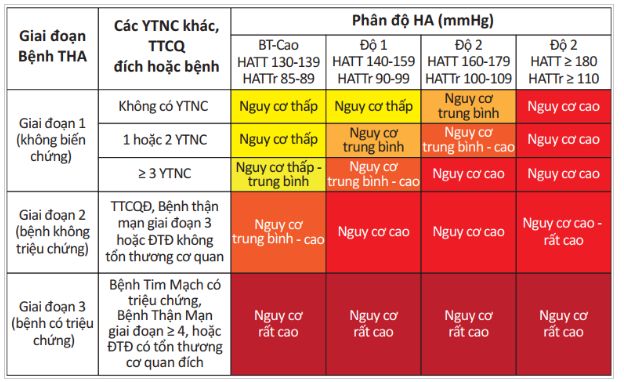 Giai đoạn
Bệnh THA
Các YTNC khác,
TTCQ
đích hoặc bệnh
Phân độ HA (mmHg)
BT-Cao
HATT 130-139
HATTr 85-89
Độ 1
HATT 140-159
HATTr 90-99
Độ 2
HATT 160-179
HATTr 100-109
Độ 2
HATT ≥ 180
HATTr ≥ 110
Giai đoạn 1
(không biến
chứng)
Không có YTNC
Nguy cơ thấp
Nguy cơ thấp
Nguy cơ
trung bình
Nguy cơ cao
1 hoặc 2 YTNC
Nguy cơ thấp
Nguy cơ
trung bình
Nguy cơ
trung bình - cao
Nguy cơ cao
≥ 3 YTNC
Nguy cơ thấp -
trung bình
Nguy cơ
trung bình - cao
Nguy cơ cao
Nguy cơ cao
Giai đoạn 2
(bệnh không
triệu chứng)
TTCQĐ, Bệnh thận
mạn giai đoạn 3
hoặc ĐTĐ không
tổn thương cơ quan
Nguy cơ
trung bình - cao
Nguy cơ cao
Nguy cơ cao
Nguy cơ cao -
rất cao
Giai đoạn 3
(bệnh có triệu
chứng)
Bệnh Tim Mạch có
triệu chứng,
Bệnh Thận Mạn
giai đoạn ≥ 4, hoặc
ĐTĐ có tổn thương
cơ quan đích
Nguy cơ
rất cao
Nguy cơ
rất cao
Nguy cơ
rất cao
Nguy cơ
rất cao